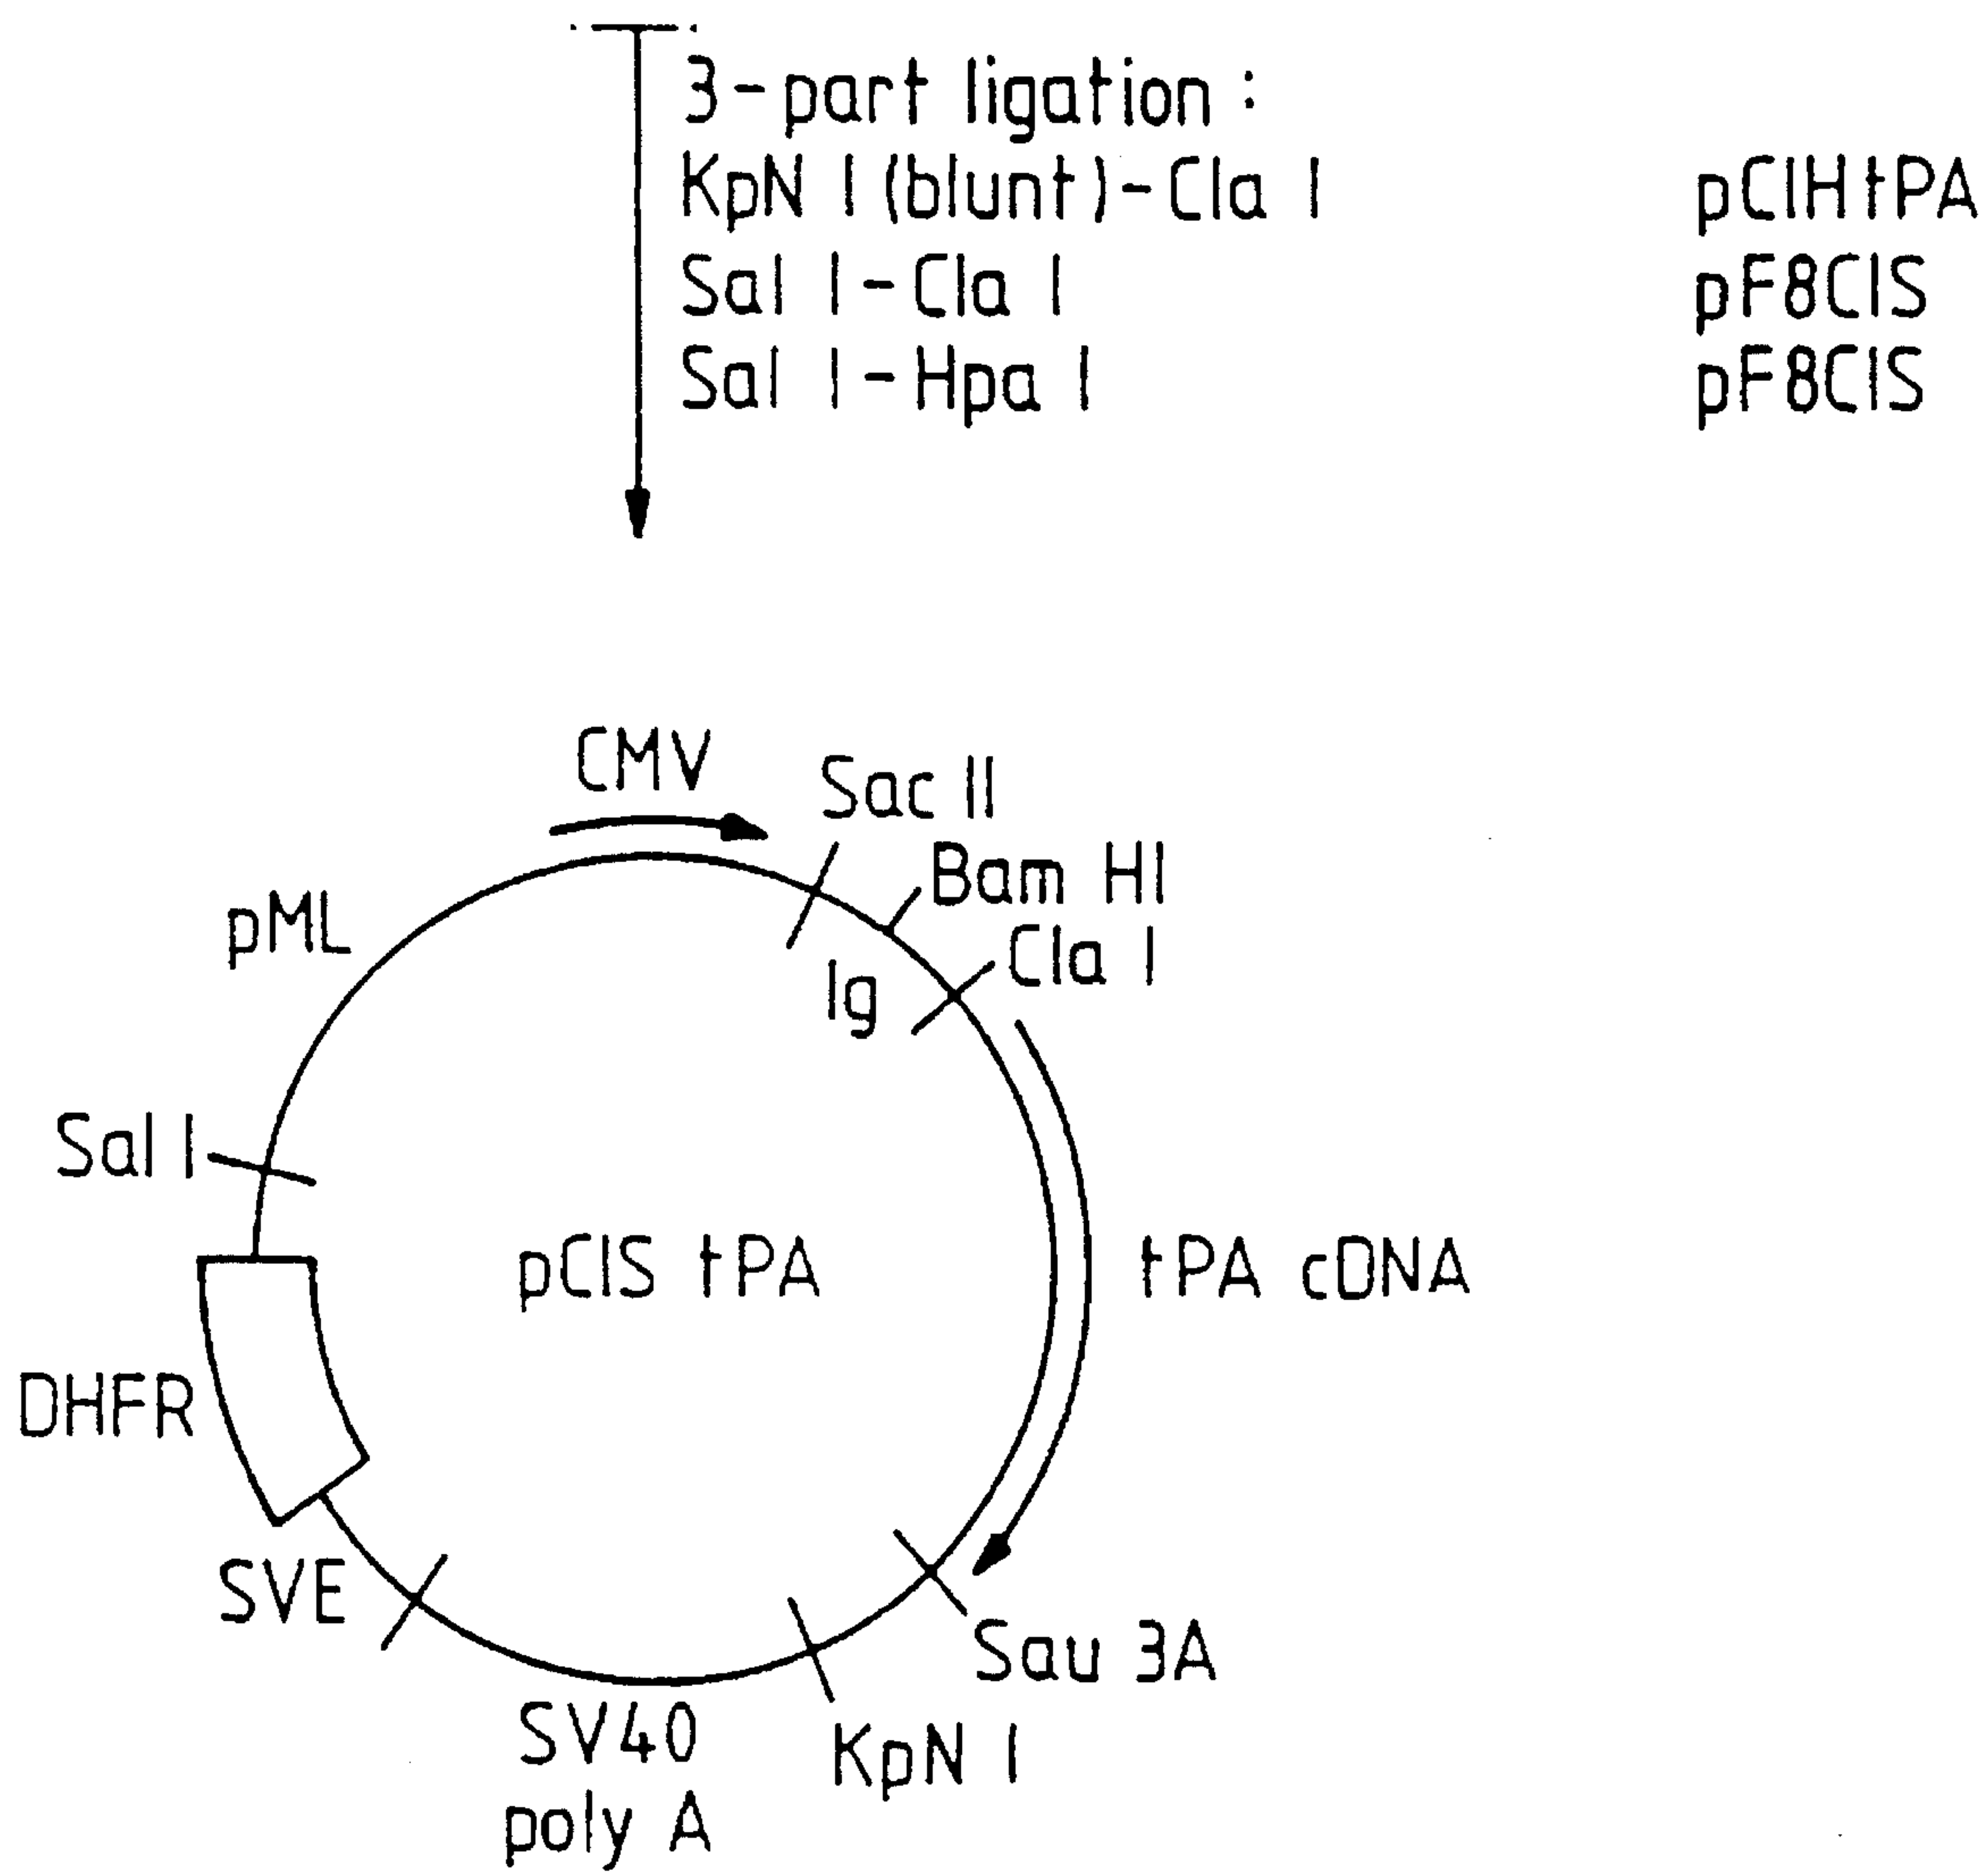 3-part ligation :
KpN I (blunt)-Cla I pCIHtPA
Sal I-Cla I pF8CIS
Sal I-Hpa I pF8CIS
CMV
Sac II
Bam HI
pML
Cla I
Ig
Sal I
pCIS tPA
tPA cDNA
DHFR
SVE
Sau 3A
SV40
KpN I
poly A